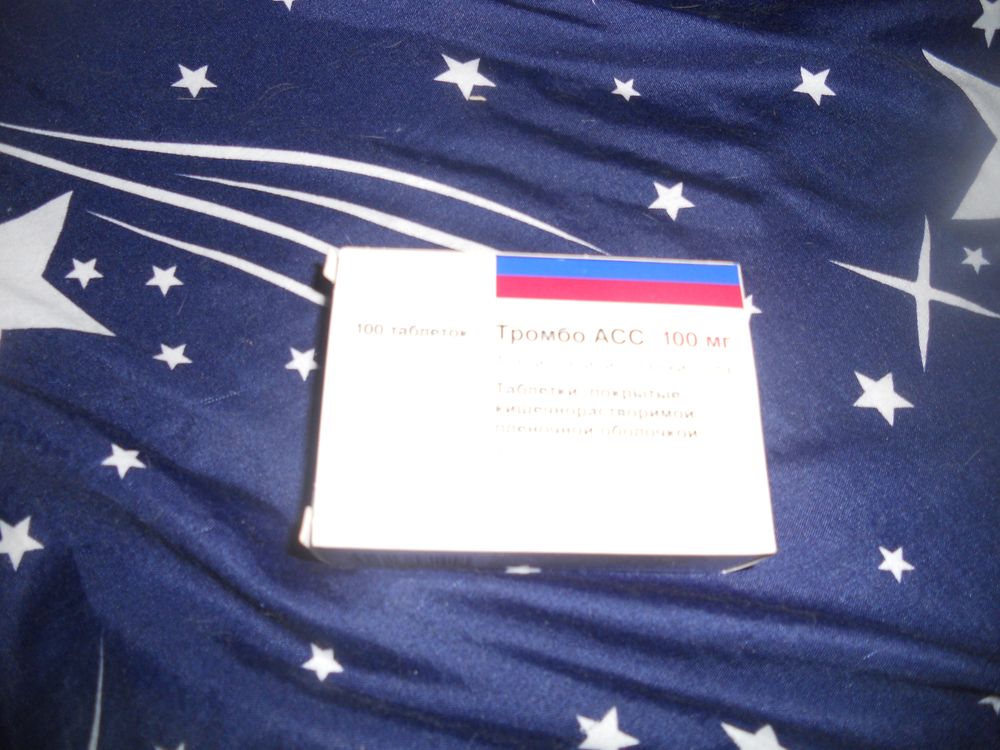 100 таблеток
Тромбо АСС 100 мг
Таблетки, покрытые
кишечнорастворимой
пленочной оболочкой